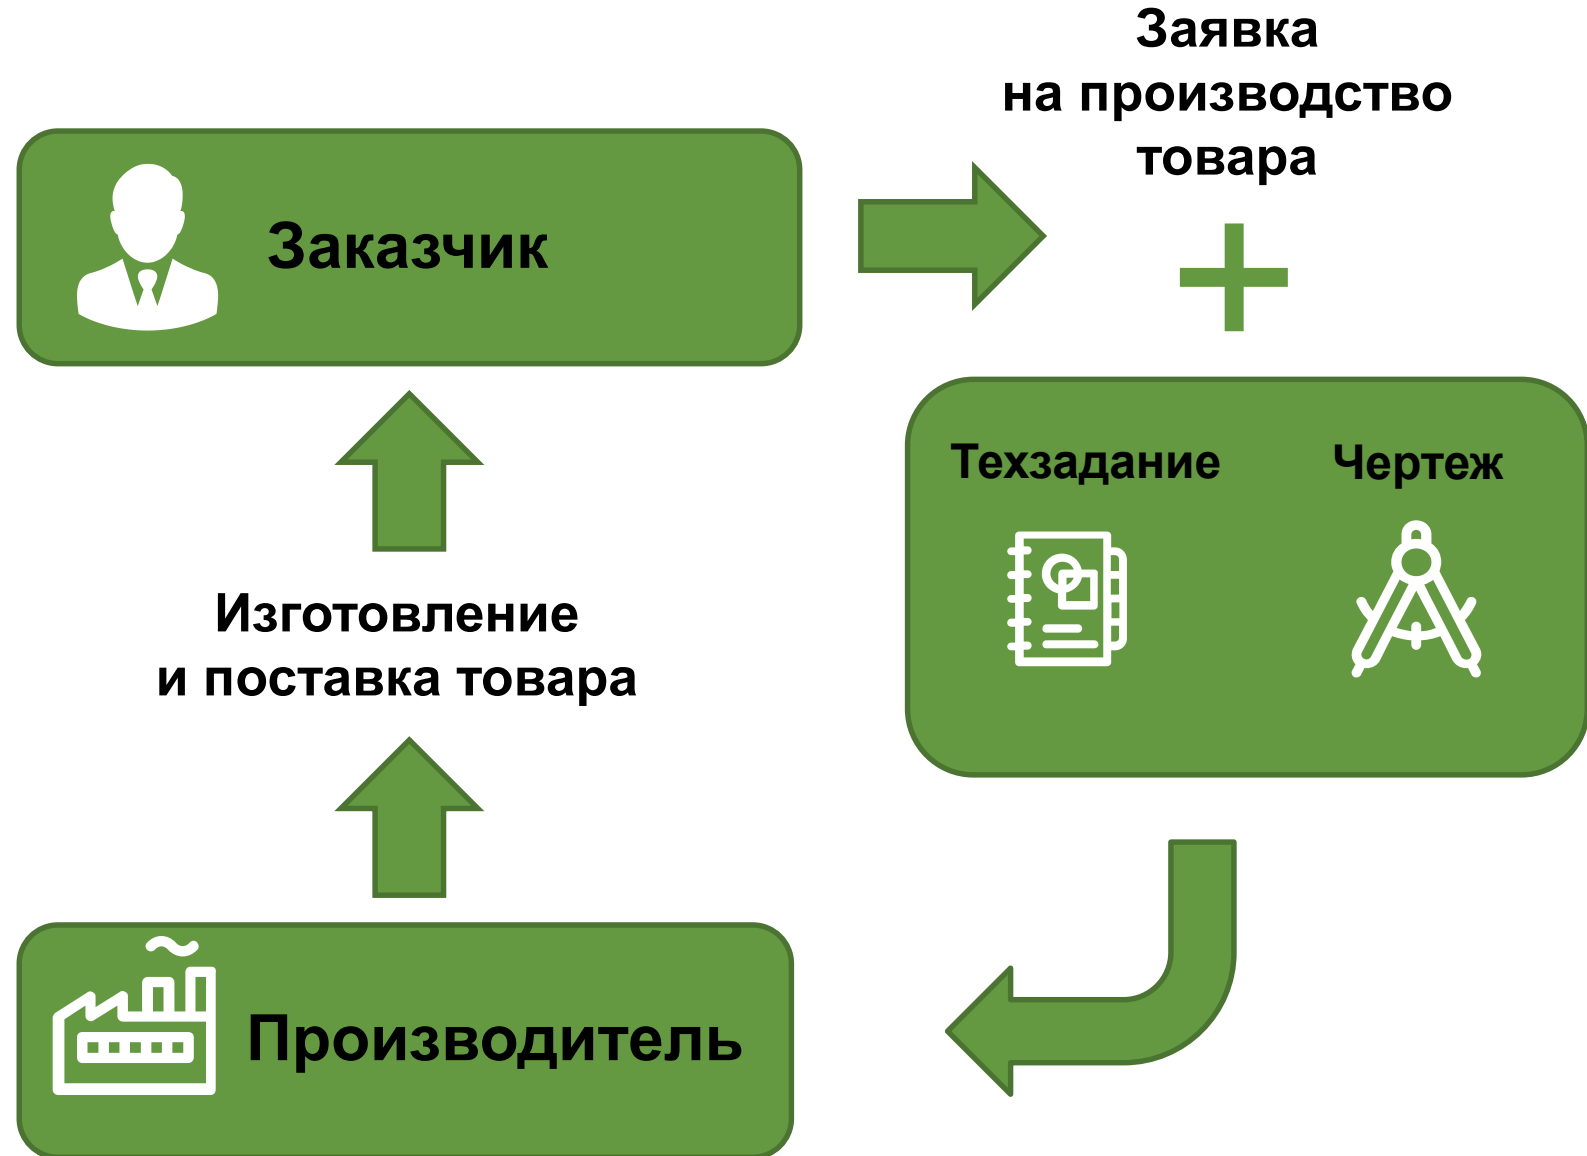 Заявка
на производство
товара
Заказчик
Техзадание
Чертеж
Изготовление
и поставка товара
Производитель